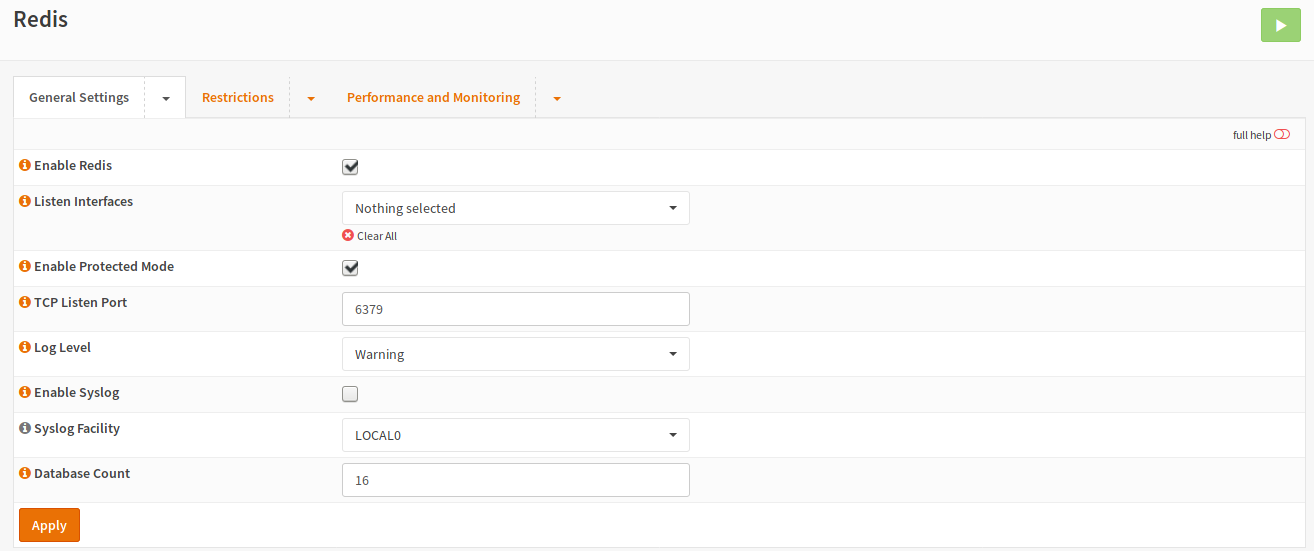 Redis
General Settings
Restrictions
Performance and Monitoring
full help
Enable Redis
Listen Interfaces
Nothing selected
Clear All
Enable Protected Mode
TCP Listen Port
6379
Log Level
Warning
Enable Syslog
Syslog Facility
LOCAL0
Database Count
16
Apply